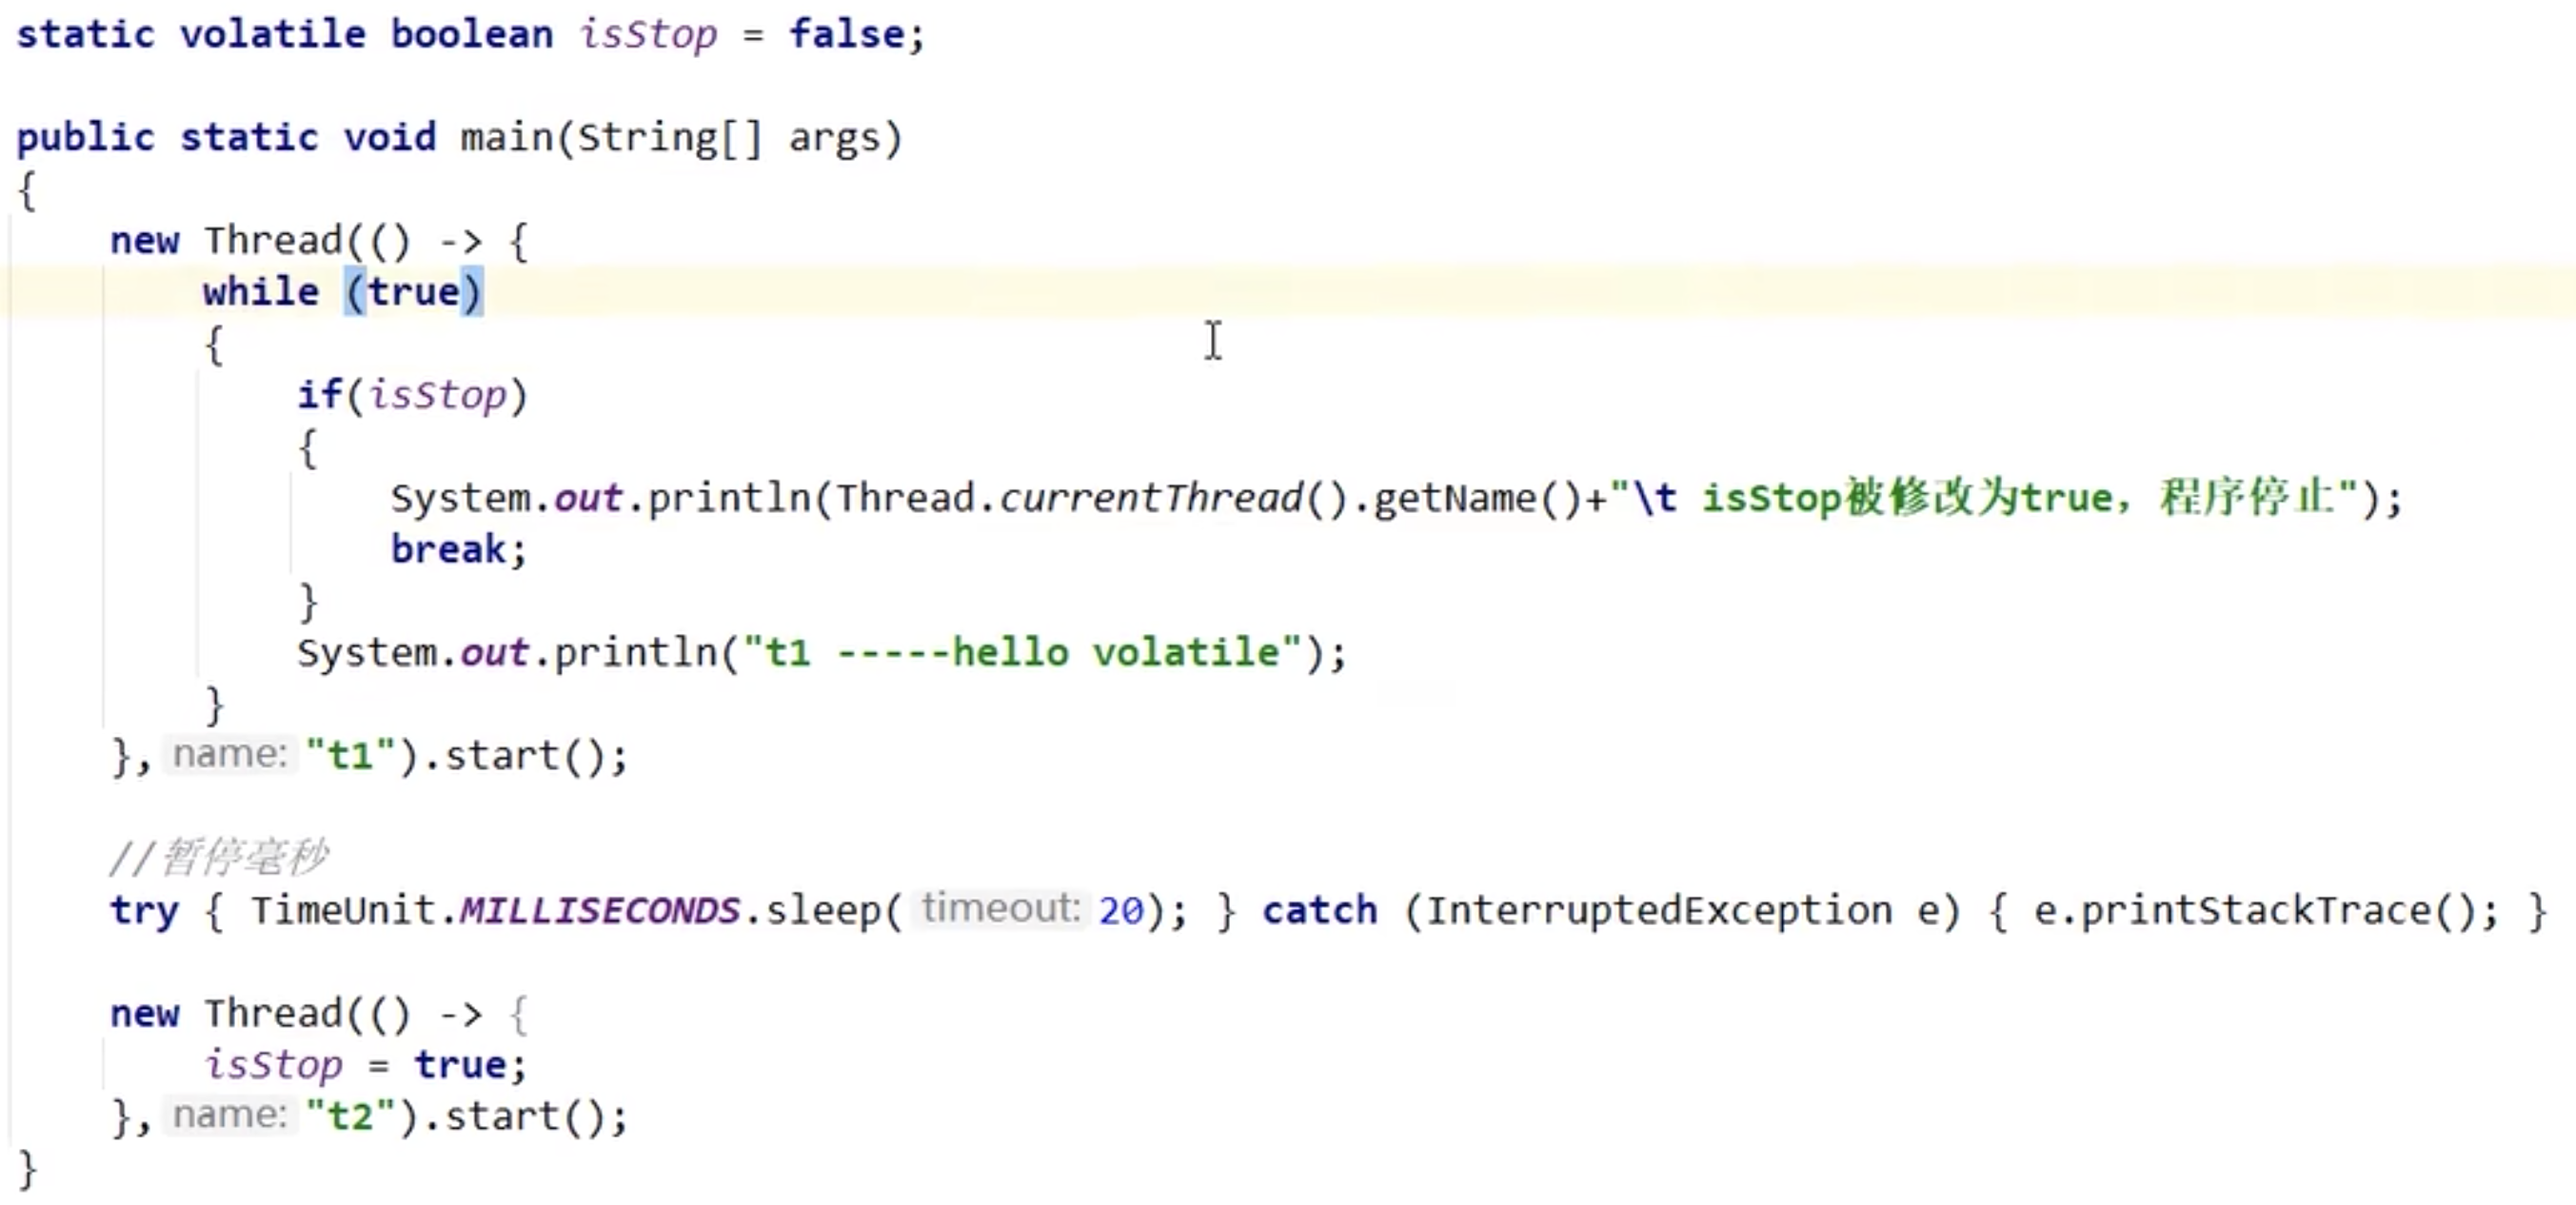 static volatile boolean isStop = false;
public static void main(String[] args)
{
new Thread(() -> {
while (true)
{
if(isStop)
{
System.out.println(Thread.currentThread().getName()+"\t isStop被修改为true，程序停止");
break;
}
System.out.println("t1 -----hello volatile");
}
}, name: "t1").start();
//暂停毫秒
try { TimeUnit.MILLISECONDS.sleep( timeout: 20); } catch (InterruptedException e) { e.printStackTrace(); }
new Thread(() -> {
isStop = true;
}, name: "t2").start();
}